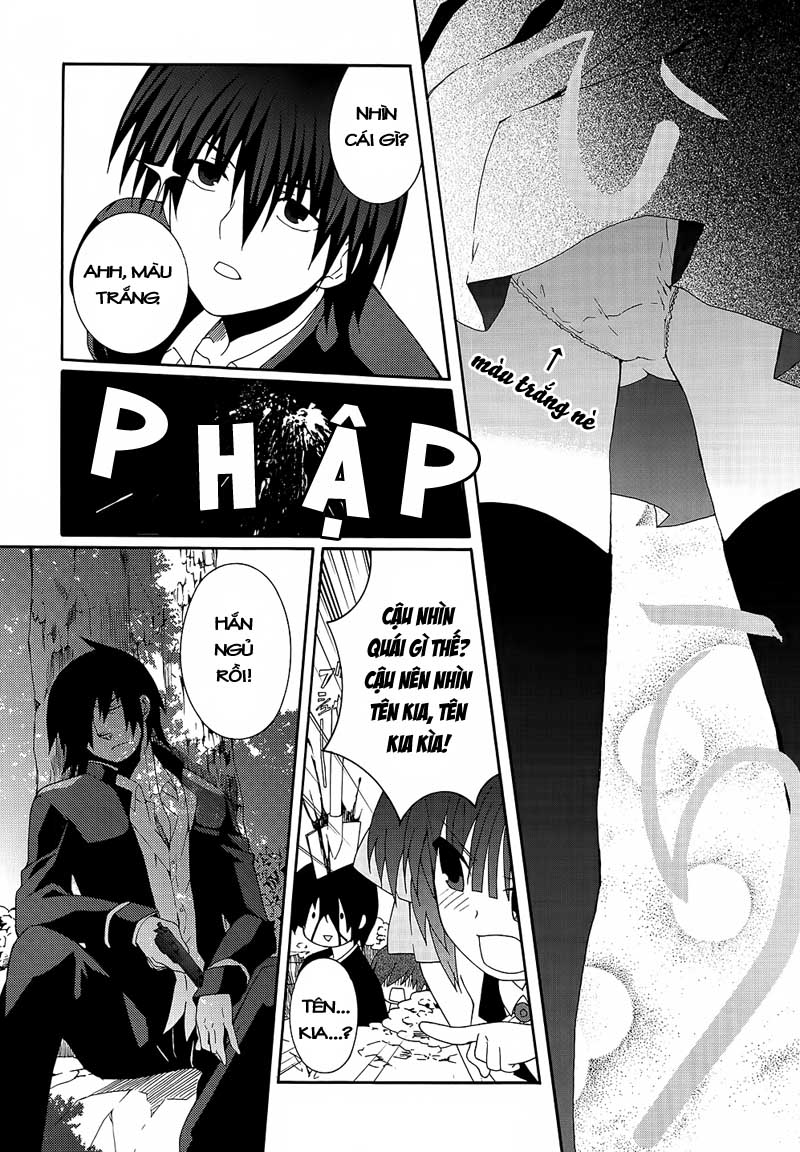 màu trắng nè
NHÌN
CÁI GÌ?
AHH, MÀU
TRẮNG.
PHẬP
CẬU NHÌN
QUÁI GÌ THẾ?
CẬU NÊN NHÌN
TÊN KIA, TÊN
KIA KÌA!
TÊN...
KIA...?
HẮN
NGỦ
RỒI!